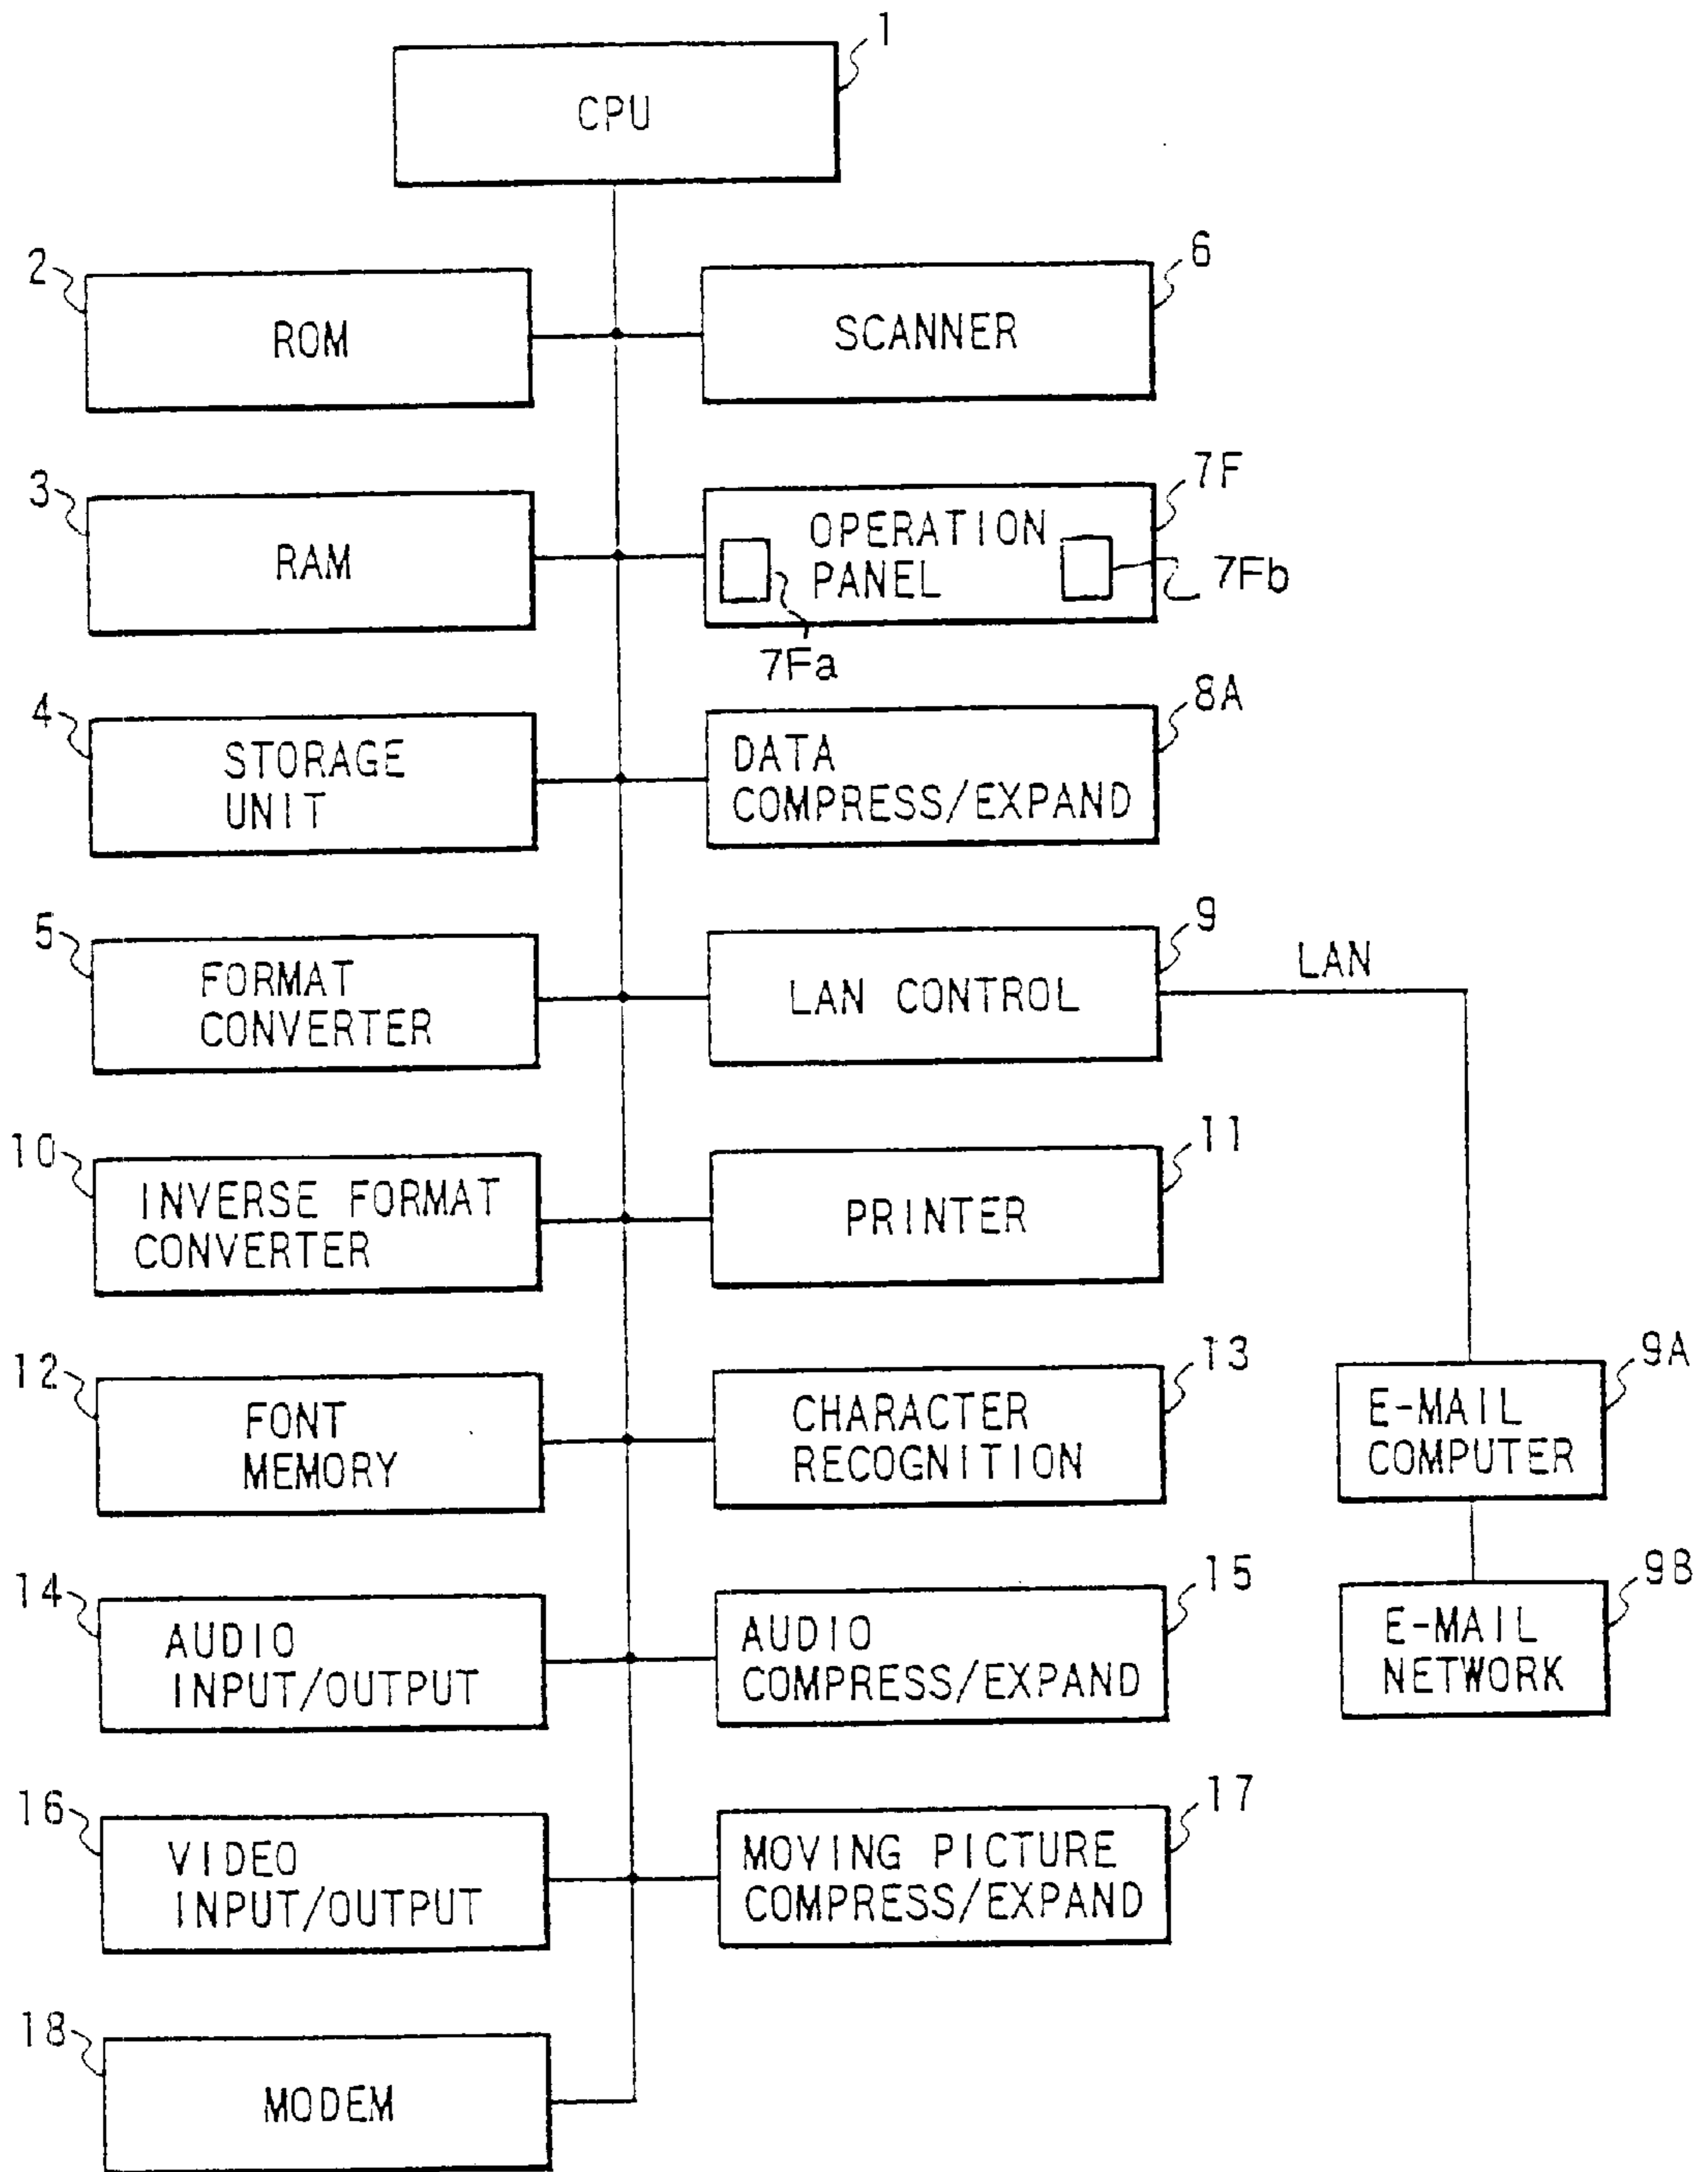 1
CPU
2
ROM
6
SCANNER
3
RAM
7F
OPERATION
PANEL
7Fa
7Fb
4
STORAGE
UNIT
8A
DATA
COMPRESS/EXPAND
5
FORMAT
CONVERTER
9
LAN CONTROL
LAN
10
INVERSE FORMAT
CONVERTER
11
PRINTER
12
FONT
MEMORY
13
CHARACTER
RECOGNITION
9A
E-MAIL
COMPUTER
14
AUDIO
INPUT/OUTPUT
15
AUDIO
COMPRESS/EXPAND
9B
E-MAIL
NETWORK
16
VIDEO
INPUT/OUTPUT
17
MOVING PICTURE
COMPRESS/EXPAND
18
MODEM